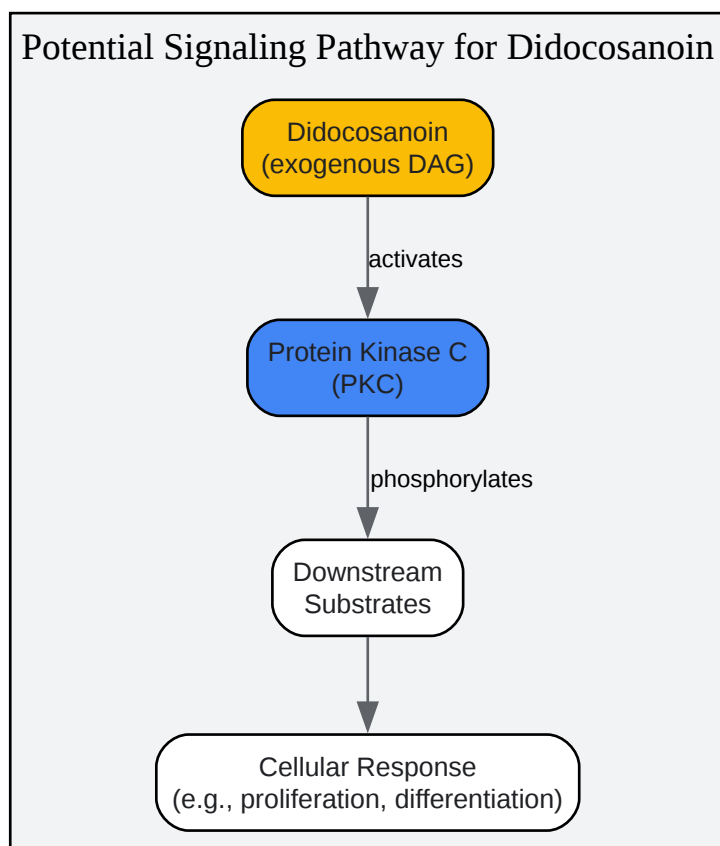 Potential Signaling Pathway for Didocosanoin
Didocosanoin
(exogenous DAG)
activates
Protein Kinase C
(PKC)
phosphorylates
Downstream
Substrates
Cellular Response
(e.g., proliferation, differentiation)